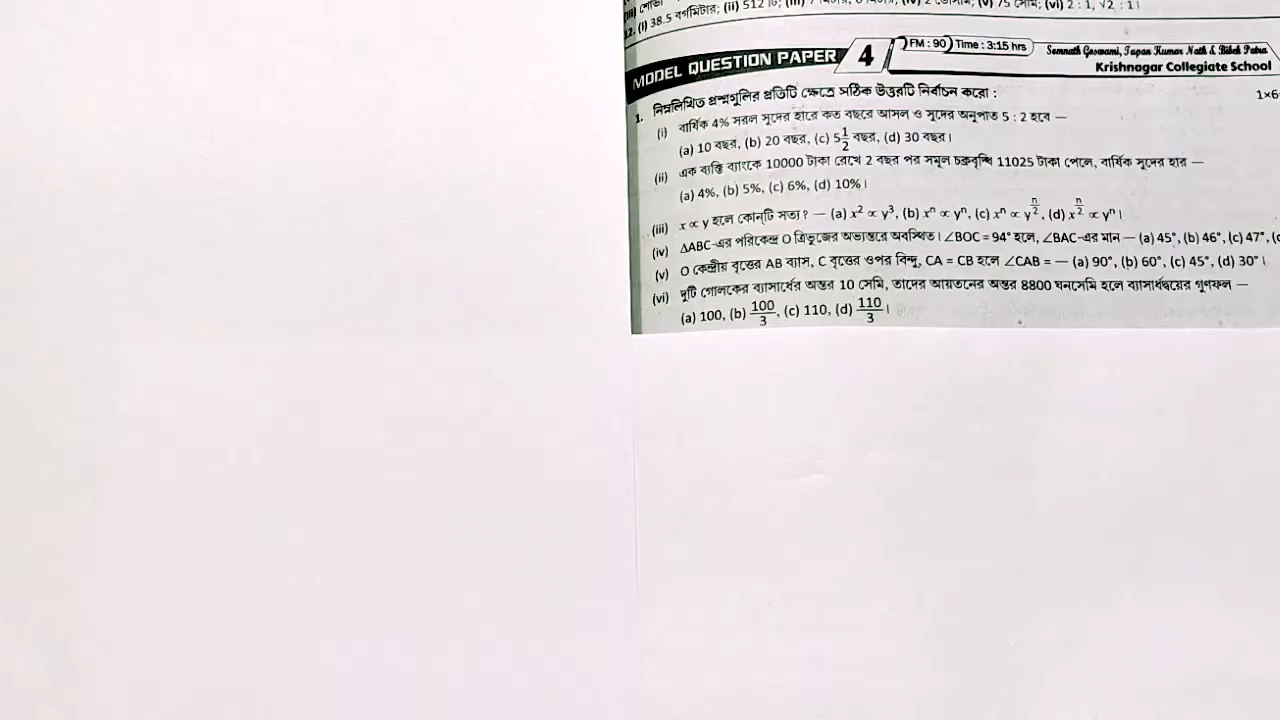 12. (i) 38.5 বর্গমিটার; (ii) 512 টি; (vi) 2 : 1, √2 : 1।
MODEL QUESTION PAPER 4 FM : 90 Time : 3:15 hrs Somnath Goswami, Tapan Kumar Nath & Bibek Patra
Krishnagar Collegiate School
1. নিম্নলিখিত প্রশ্নগুলির প্রতিটি ক্ষেত্রে সঠিক উত্তরটি নির্বাচন করো : 1×6
(i) বার্ষিক 4% সরল সুদের হারে কত বছরে আসল ও সুদের অনুপাত 5 : 2 হবে —
(a) 10 বছর, (b) 20 বছর, (c) 5 1/2 বছর, (d) 30 বছর।
(ii) এক ব্যক্তি ব্যাংকে 10000 টাকা রেখে 2 বছর পর সমূল চক্রবৃদ্ধি 11025 টাকা পেলে, বার্ষিক সুদের হার —
(a) 4%, (b) 5%, (c) 6%, (d) 10%।
(iii) x ∝ y হলে কোন্‌টি সত্য? — (a) x² ∝ y³, (b) xⁿ ∝ yⁿ, (c) xⁿ ∝ y^(n/2), (d) x^(n/2) ∝ yⁿ।
(iv) ΔABC-এর পরিকেন্দ্র O ত্রিভুজের অভ্যন্তরে অবস্থিত। ∠BOC = 94° হলে, ∠BAC-এর মান — (a) 45°, (b) 46°, (c) 47°,
(v) O কেন্দ্রীয় বৃত্তের AB ব্যাস, C বৃত্তের ওপর বিন্দু, CA = CB হলে ∠CAB = — (a) 90°, (b) 60°, (c) 45°, (d) 30°।
(vi) দুটি গোলকের ব্যাসার্ধের অন্তর 10 সেমি, তাদের আয়তনের অন্তর 8800 ঘনসেমি হলে ব্যাসার্ধদ্বয়ের গুণফল —
(a) 100, (b) 100/3, (c) 110, (d) 110/3।